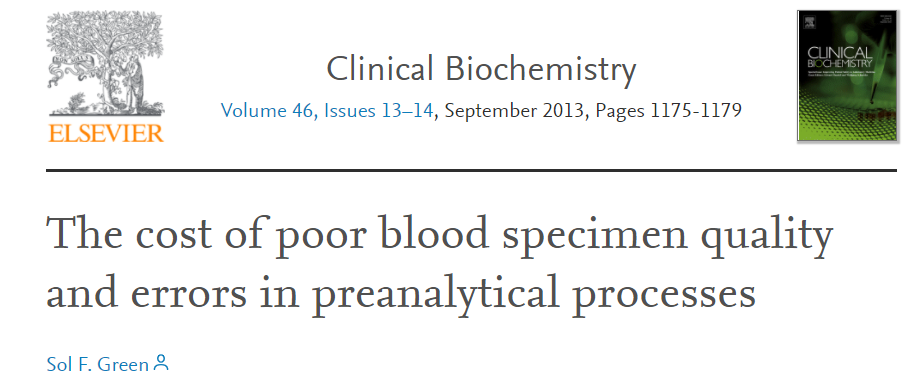 Clinical Biochemistry
Volume 46, Issues 13–14, September 2013, Pages 1175-1179
ELSEVIER
CLINICAL
BIOCHEMISTRY
The cost of poor blood specimen quality
and errors in preanalytical processes
Sol F. Green